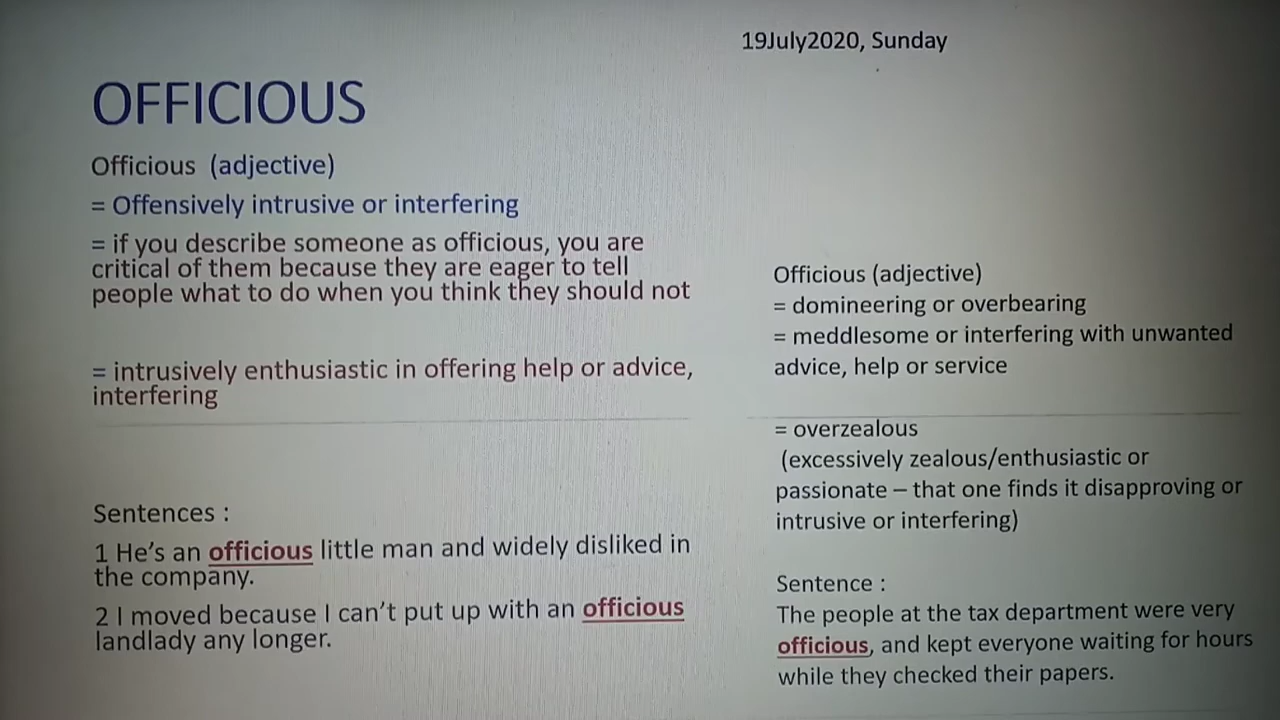 19July2020, Sunday
OFFICIOUS
Officious (adjective)
= Offensively intrusive or interfering
= if you describe someone as officious, you are
critical of them because they are eager to tell
people what to do when you think they should not
= intrusively enthusiastic in offering help or advice,
interfering
Sentences :
1 He’s an officious little man and widely disliked in
the company.
2 I moved because I can’t put up with an officious
landlady any longer.
Officious (adjective)
= domineering or overbearing
= meddlesome or interfering with unwanted
advice, help or service
= overzealous
(excessively zealous/enthusiastic or
passionate – that one finds it disapproving or
intrusive or interfering)
Sentence :
The people at the tax department were very
officious, and kept everyone waiting for hours
while they checked their papers.